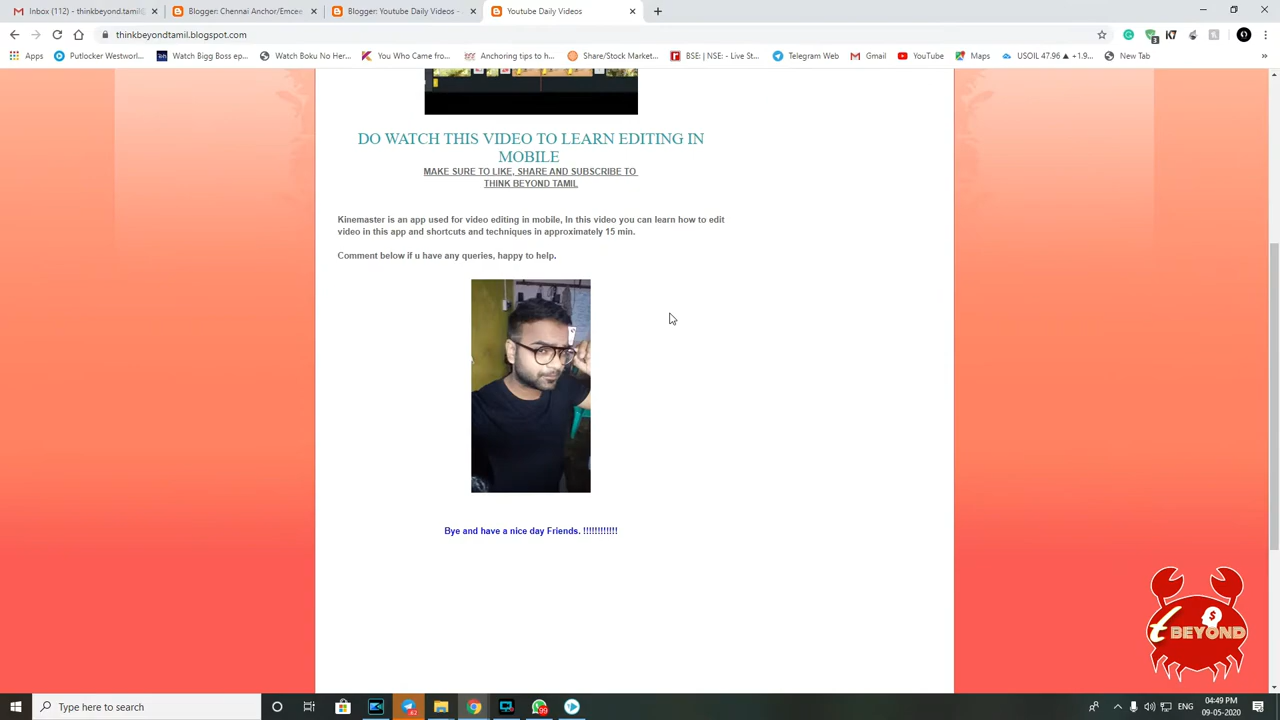 Inbox (112) - thinkbeyondtamil@
Blogger: Chennai Anchor/Emcee
Blogger: Youtube Videos
thinkbeyondtamil.blogspot.com
3
Apps
Putlocker Westworl...
Watch Bigg Boss ep...
Watch Boku No Her...
You Who Came from...
Anchoring tips to h...
Share/Stock Market...
BSE: | NSE: - Live St...
Telegram Web
Gmail
YouTube
Maps
USOIL 47.96 ▲ +1.9...
New Tab
DO WATCH THIS VIDEO TO LEARN EDITING IN
MOBILE
MAKE SURE TO LIKE, SHARE AND SUBSCRIBE TO
THINK BEYOND TAMIL
Kinemaster is an app used for video editing in mobile, In this video you can learn how to edit
video in this app and shortcuts and techniques in approximately 15 min.
Comment below if u have any queries, happy to help.
Bye and have a nice day Friends. !!!!!!!!!!!!
$
t BEYOND
Type here to search
62
99
ENG
04:49 PM
09-05-2020